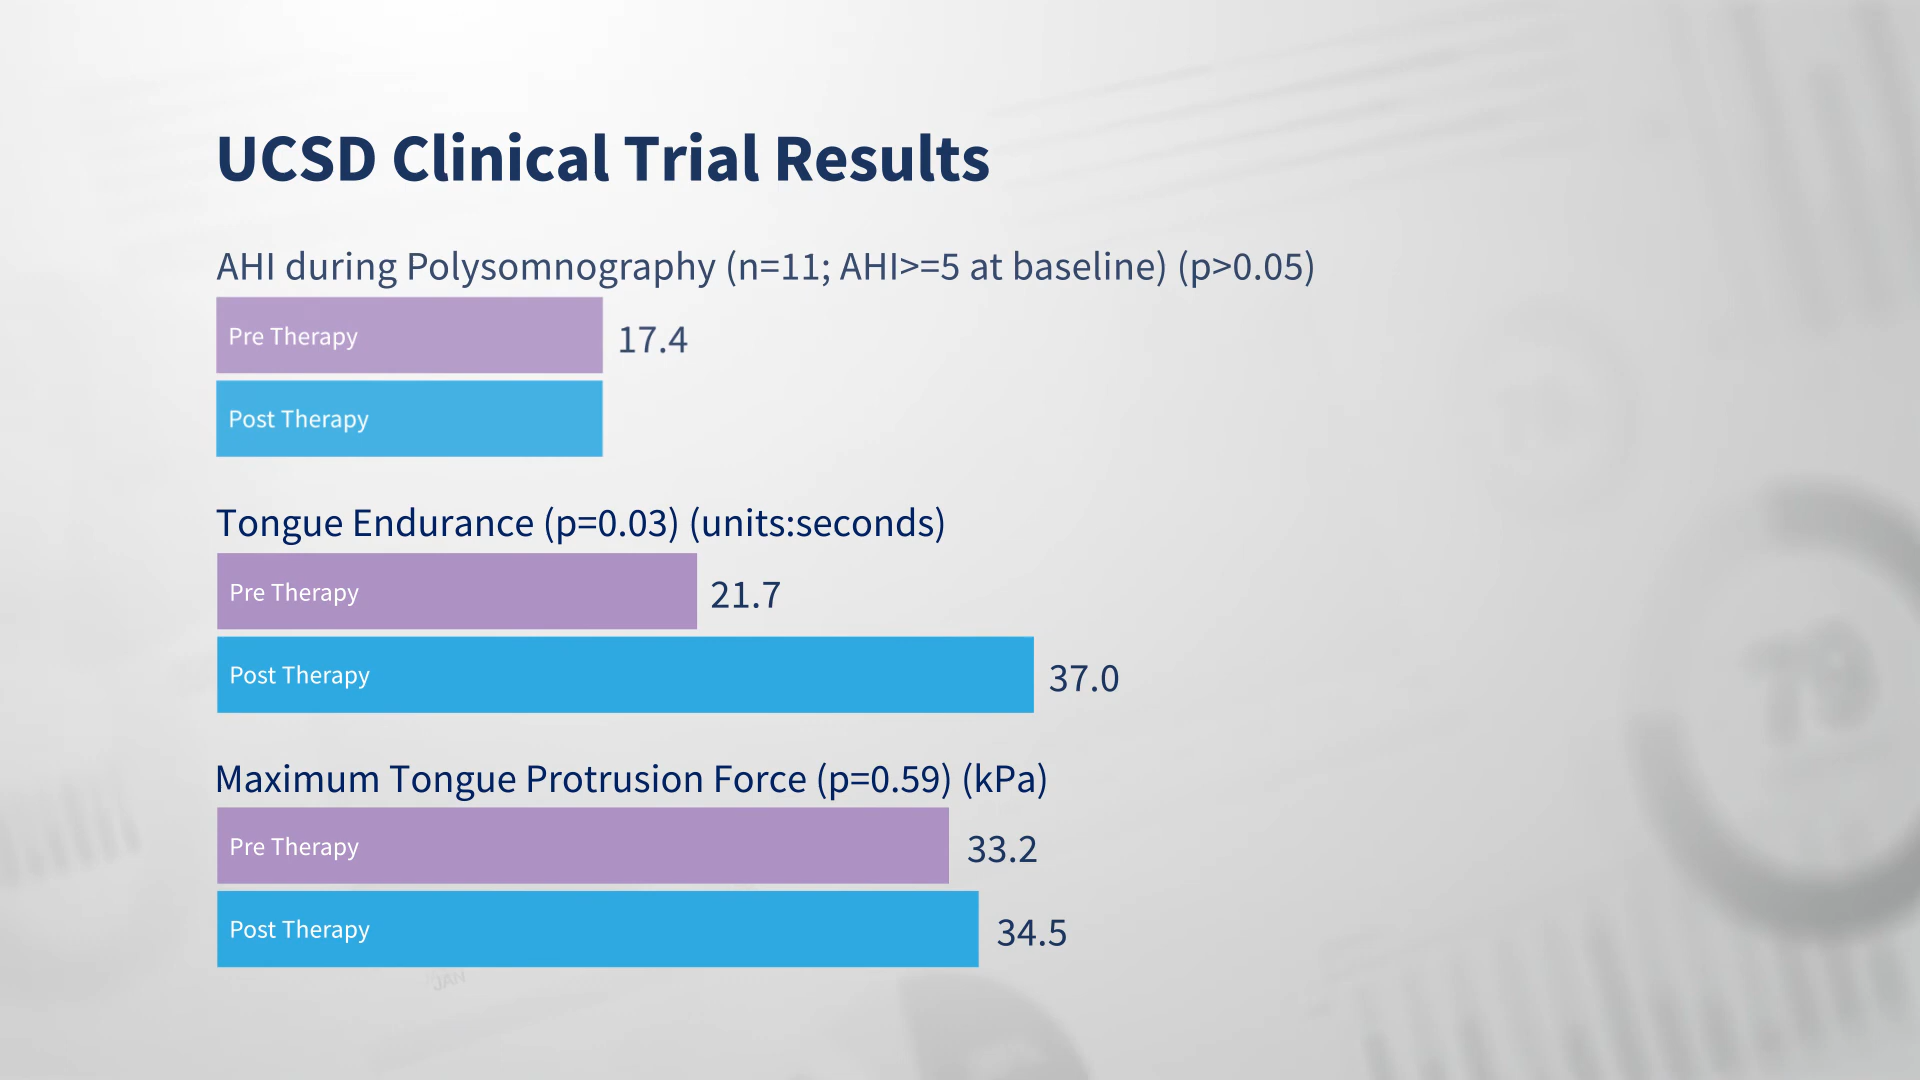 UCSD Clinical Trial Results
AHI during Polysomnography (n=11; AHI>=5 at baseline) (p>0.05)
Pre Therapy 17.4
Post Therapy
Tongue Endurance (p=0.03) (units:seconds)
Pre Therapy 21.7
Post Therapy 37.0
Maximum Tongue Protrusion Force (p=0.59) (kPa)
Pre Therapy 33.2
Post Therapy 34.5
JAN